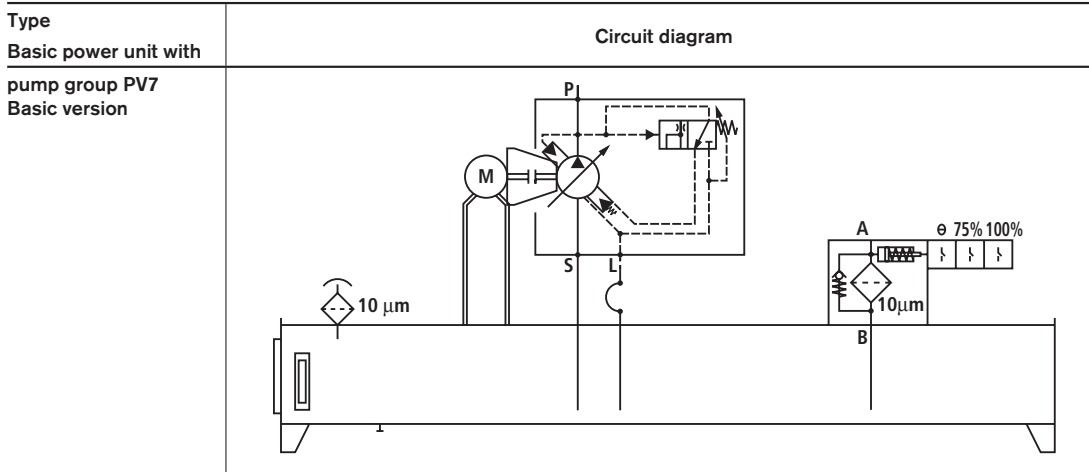 Type
Basic power unit with
Circuit diagram
pump group PV7
Basic version
P
M
S
L
A
θ 75% 100%
10 μm
10μm
B